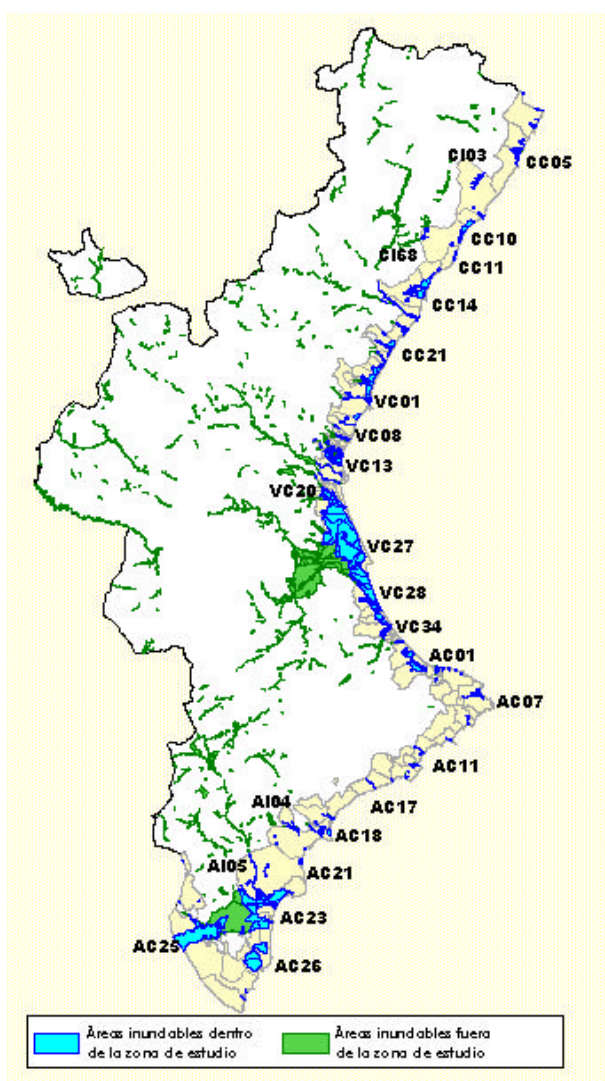 CI03
CC05
CC10
CI68
CC11
CC14
CC21
VC01
VC08
VC13
VC20
VC27
VC28
VC34
AC01
AC07
AC11
AC17
AI04
AC18
AI05
AC21
AC23
AC25
AC26
Àreas inundables dentro
de la zona de estudio
Àreas inundables fuera
de la zona de estudio